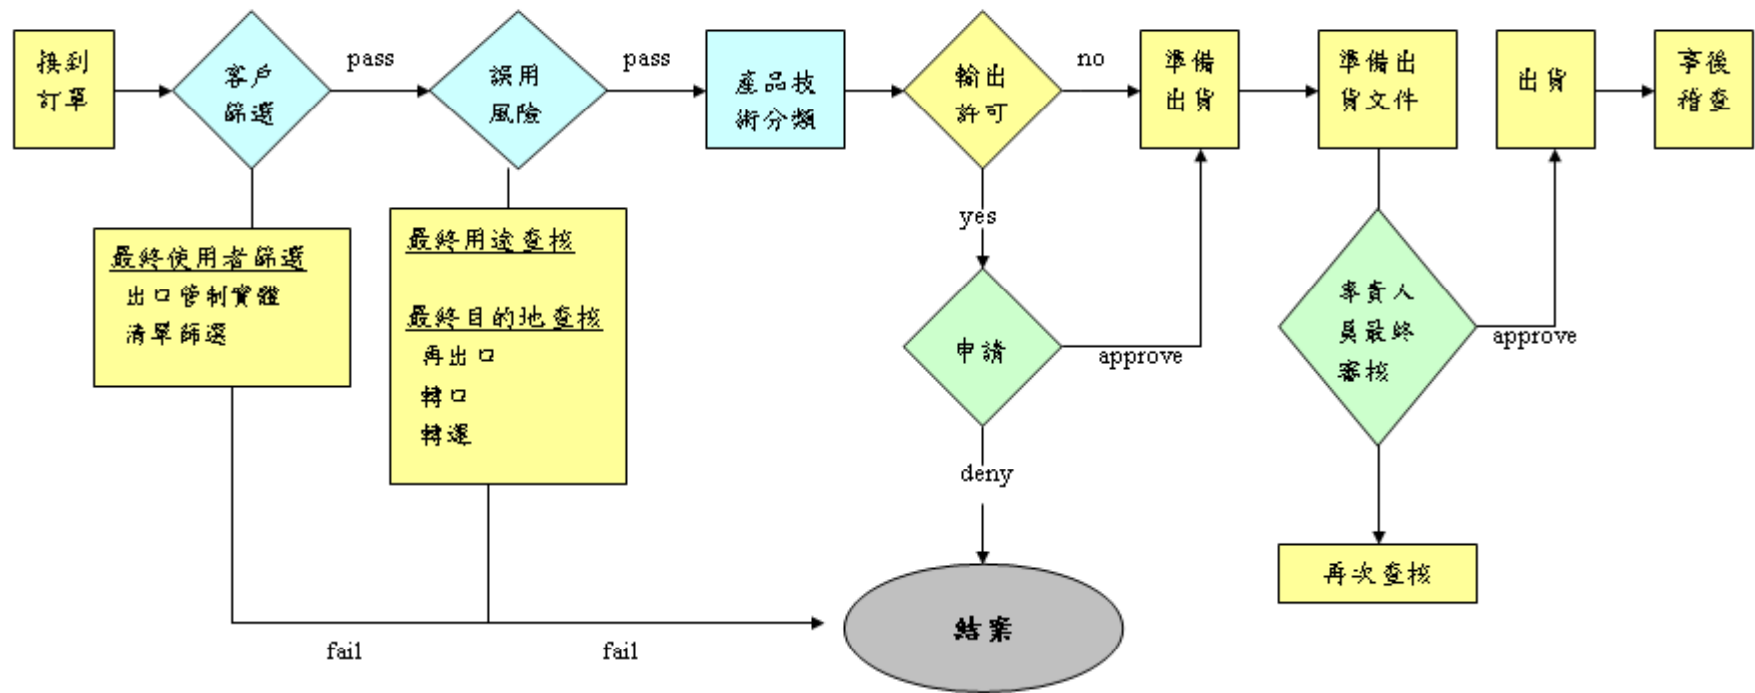 接到
訂單
客戶
篩選
pass
誤用
風險
pass
產品技
術分類
輸出
許可
no
準備
出貨
準備出
貨文件
出貨
事後
稽查
最終使用者篩選
出口管制實體
清單篩選
最終用途查核
最終目的地查核
再出口
轉口
轉運
yes
申請
approve
deny
專責人
員最終
審核
approve
再次查核
結案
fail
fail